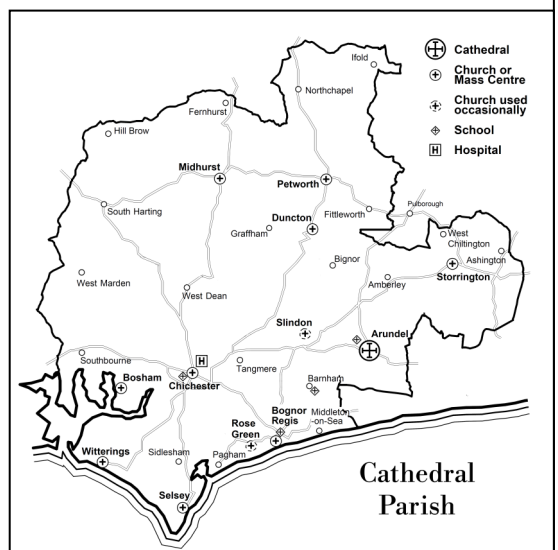 Cathedral
Church or
Mass Centre
Church used
occasionally
School
H Hospital
Ifold
Northchapel
Fernhurst
Hill Brow
Midhurst
Petworth
South Harting
Fittleworth
Pulborough
Duncton
Graffham
West
Chiltington
Ashington
Bignor
Storrington
West Marden
Amberley
West Dean
Slindon
Arundel
H
Southbourne
Tangmere
Chichester
Bosham
Barnham
Rose
Green
Bognor
Regis
Middleton
-on-Sea
Witterings
Sidlesham
Pagham
Selsey
Cathedral
Parish